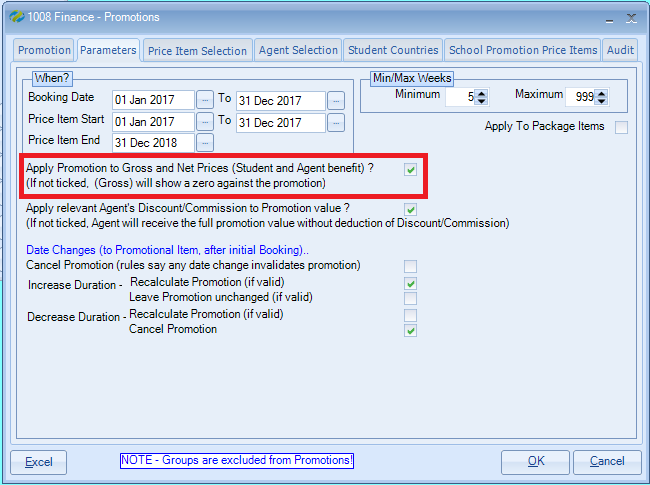 1008 Finance - Promotions
Promotion Parameters Price Item Selection Agent Selection Student Countries School Promotion Price Items Audit
When?
Booking Date 01 Jan 2017 ... To 31 Dec 2017 ...
Price Item Start 01 Jan 2017 ... To 31 Dec 2017 ...
Price Item End 31 Dec 2018 ...
Min/Max Weeks
Minimum 5 Maximum 999
Apply To Package Items
Apply Promotion to Gross and Net Prices (Student and Agent benefit) ?
(If not ticked, (Gross) will show a zero against the promotion)
Apply relevant Agent's Discount/Commission to Promotion value ?
(If not ticked, Agent will receive the full promotion value without deduction of Discount/Commission)
Date Changes (to Promotional Item, after initial Booking)..
Cancel Promotion (rules say any date change invalidates promotion)
Increase Duration - Recalculate Promotion (if valid)
Leave Promotion unchanged (if valid)
Decrease Duration - Recalculate Promotion (if valid)
Cancel Promotion
Excel NOTE - Groups are excluded from Promotions! OK Cancel